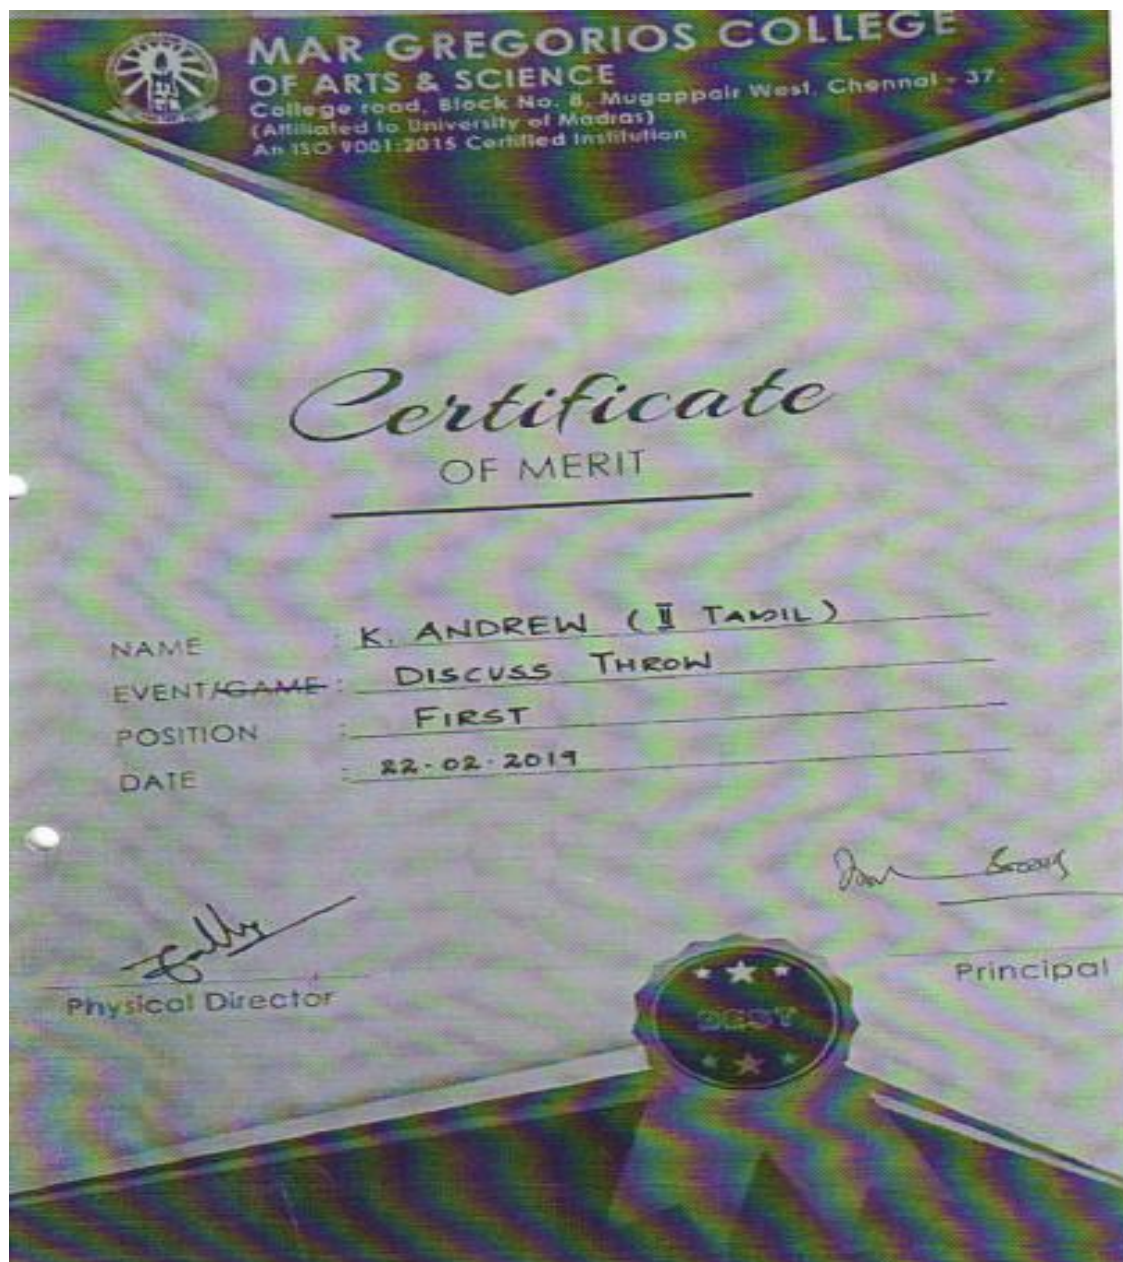 MAR GREGORIOS COLLEGE
OF ARTS & SCIENCE
College road, Block No. 8, Mugappair West, Chennai - 37.
(Affiliated to University of Madras)
An ISO 9001:2015 Certified Institution
Certificate
OF MERIT
NAME : K. ANDREW (II TAMIL)
EVENT/GAME : DISCUSS THROW
POSITION : FIRST
DATE : 22-02-2019
Physical Director
Principal
BEST